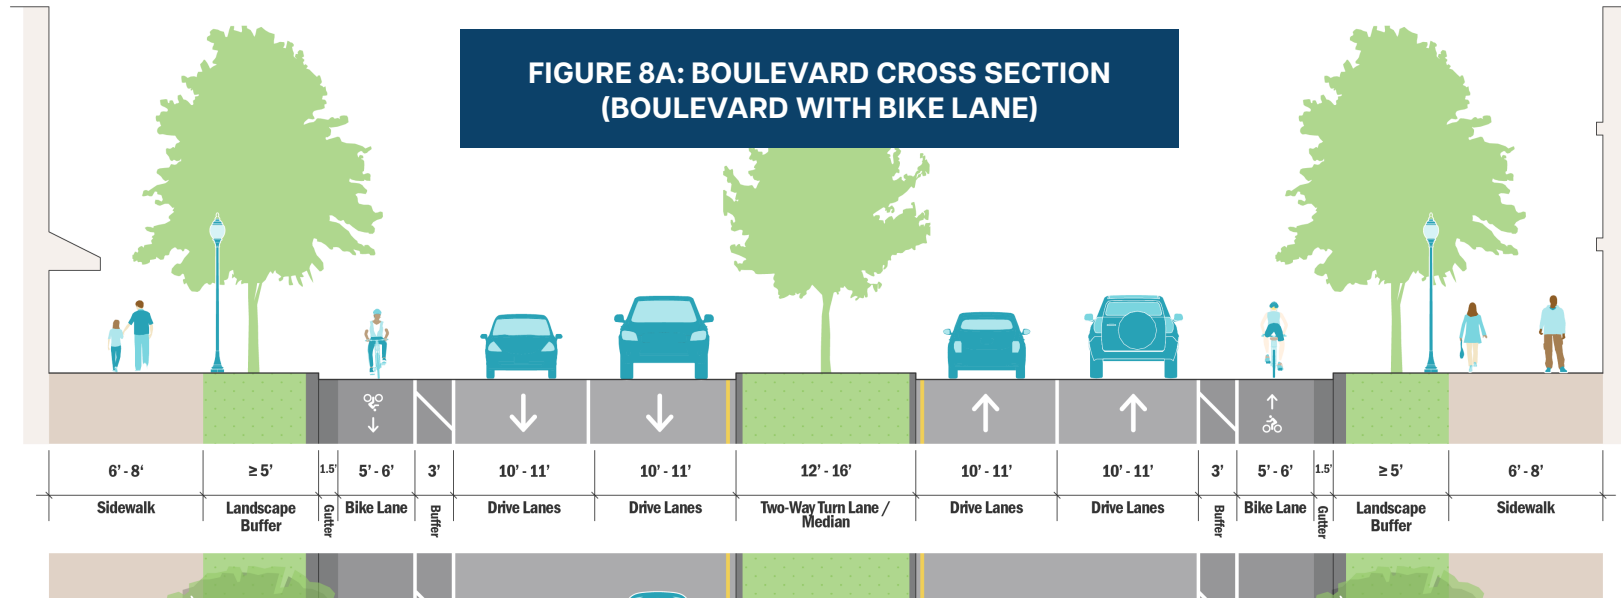 FIGURE 8A: BOULEVARD CROSS SECTION
(BOULEVARD WITH BIKE LANE)
6' - 8‘ ≥ 5’ 1.5’ 5’ - 6’ 3’ 10’ - 11’ 10’ - 11’ 12’ - 16’ 10’ - 11’ 10’ - 11’ 3’ 5’ - 6’ 1.5’ ≥ 5’ 6’ - 8’
Sidewalk
Landscape
Buffer
Gutter
Bike Lane
Buffer
Drive Lanes
Drive Lanes
Two-Way Turn Lane /
Median
Drive Lanes
Drive Lanes
Buffer
Bike Lane
Gutter
Landscape
Buffer
Sidewalk